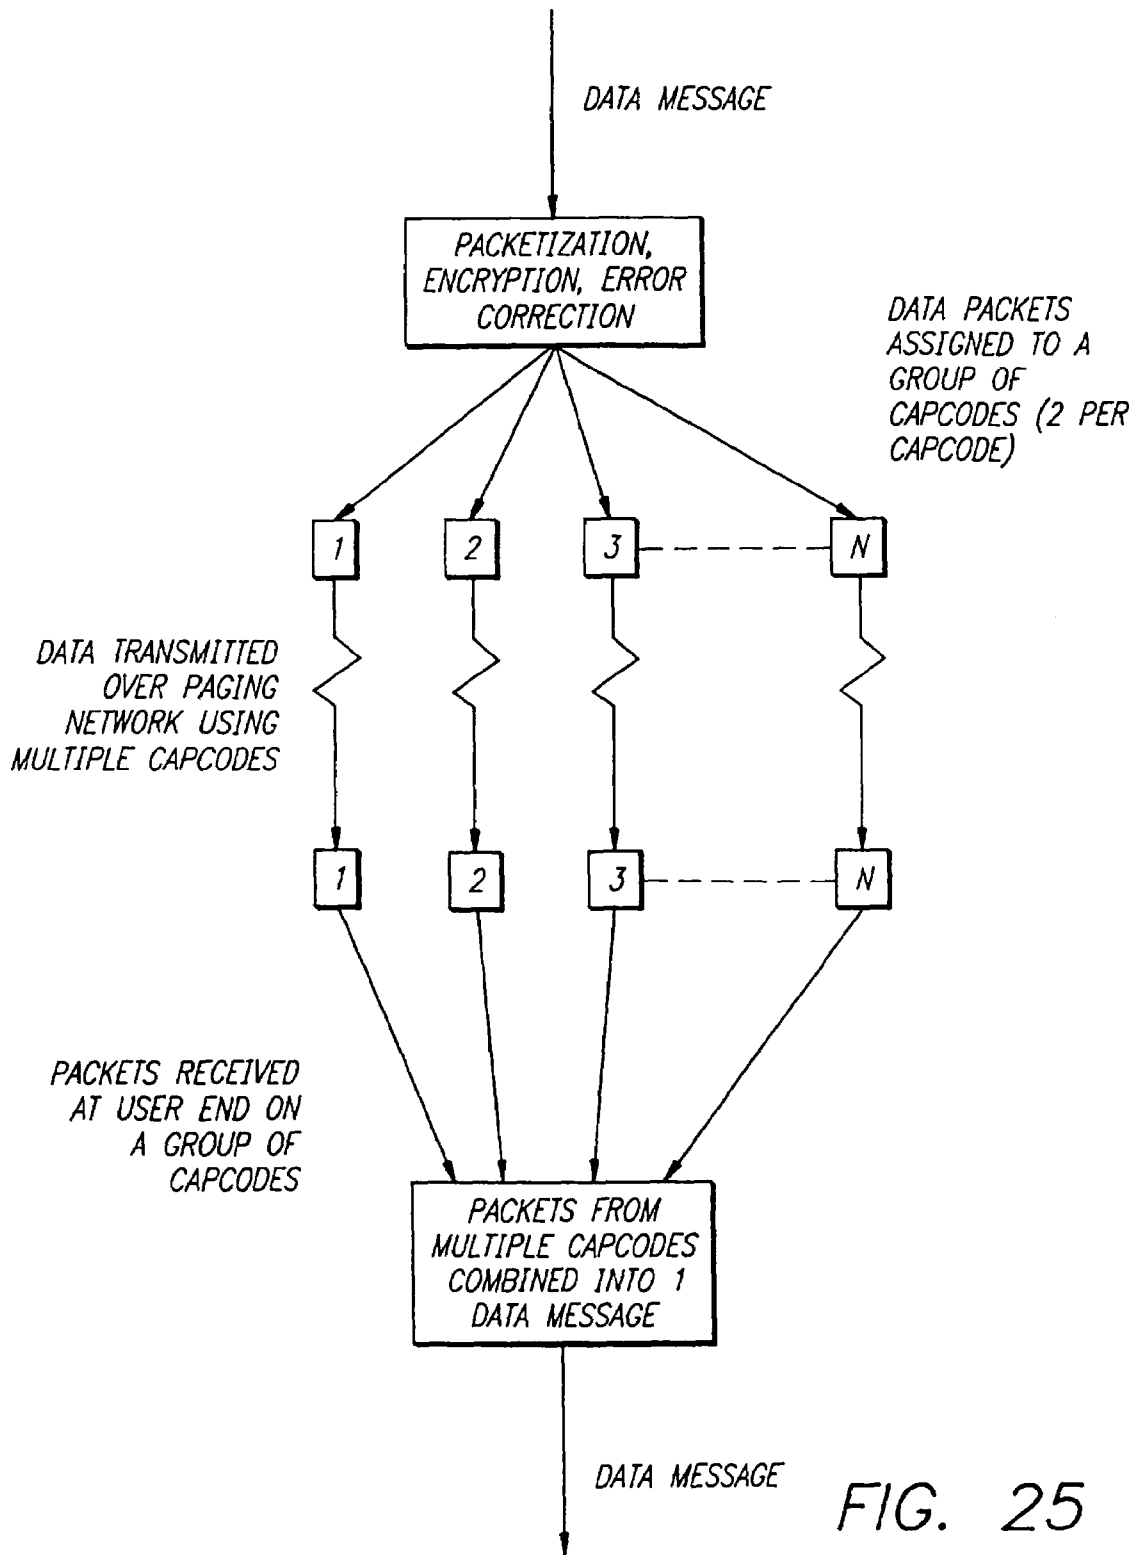 DATA MESSAGE
PACKETIZATION,
ENCRYPTION, ERROR
CORRECTION
DATA PACKETS
ASSIGNED TO A
GROUP OF
CAPCODES (2 PER
CAPCODE)
1 2 3 N
DATA TRANSMITTED
OVER PAGING
NETWORK USING
MULTIPLE CAPCODES
1 2 3 N
PACKETS RECEIVED
AT USER END ON
A GROUP OF
CAPCODES
PACKETS FROM
MULTIPLE CAPCODES
COMBINED INTO 1
DATA MESSAGE
DATA MESSAGE
FIG. 25